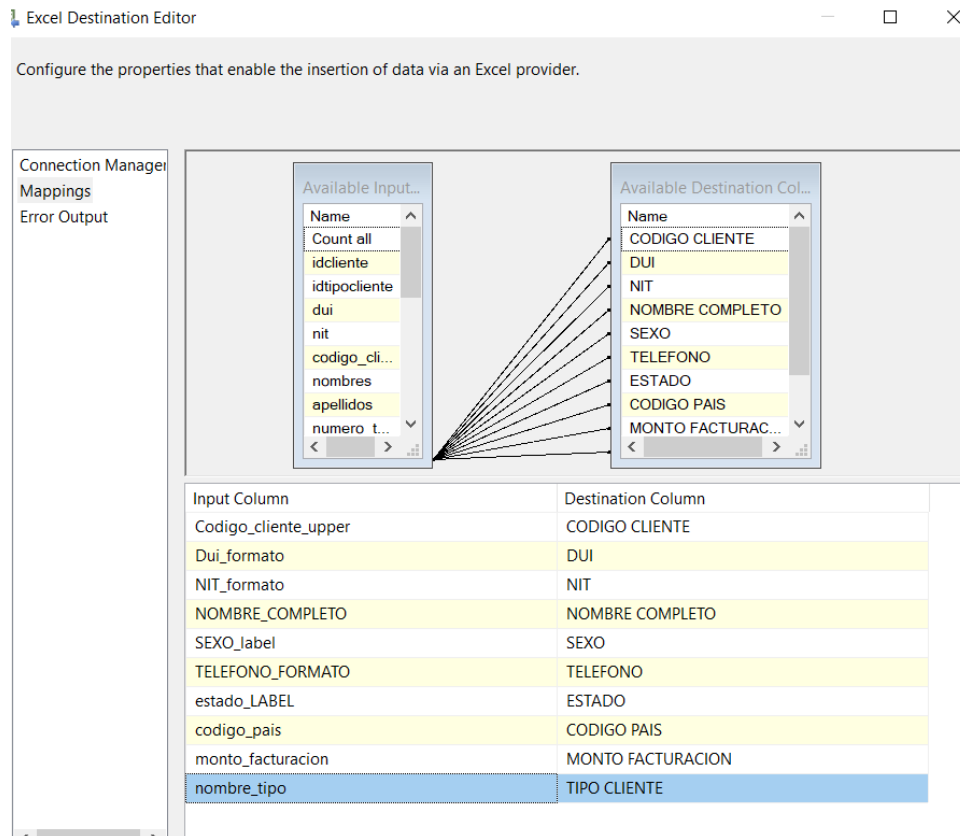 Excel Destination Editor
Configure the properties that enable the insertion of data via an Excel provider.
Connection Manager
Mappings
Error Output
Available Input...
Name
Count all
idcliente
idtipocliente
dui
nit
codigo_cli...
nombres
apellidos
numero_t...
Available Destination Col...
Name
CODIGO CLIENTE
DUI
NIT
NOMBRE COMPLETO
SEXO
TELEFONO
ESTADO
CODIGO PAIS
MONTO FACTURAC...
Input Column Destination Column
Codigo_cliente_upper CODIGO CLIENTE
Dui_formato DUI
NIT_formato NIT
NOMBRE_COMPLETO NOMBRE COMPLETO
SEXO_label SEXO
TELEFONO_FORMATO TELEFONO
estado_LABEL ESTADO
codigo_pais CODIGO PAIS
monto_facturacion MONTO FACTURACION
nombre_tipo TIPO CLIENTE